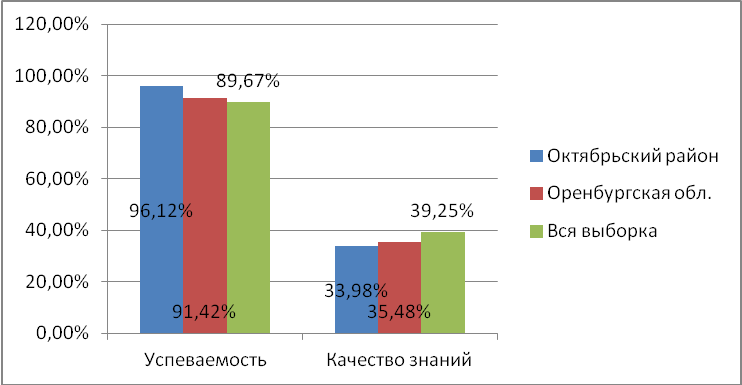 120,00%
100,00%
80,00%
60,00%
40,00%
20,00%
0,00%
89,67%
96,12%
91,42%
39,25%
33,98%
35,48%
Успеваемость
Качество знаний
Октябрьский район
Оренбургская обл.
Вся выборка